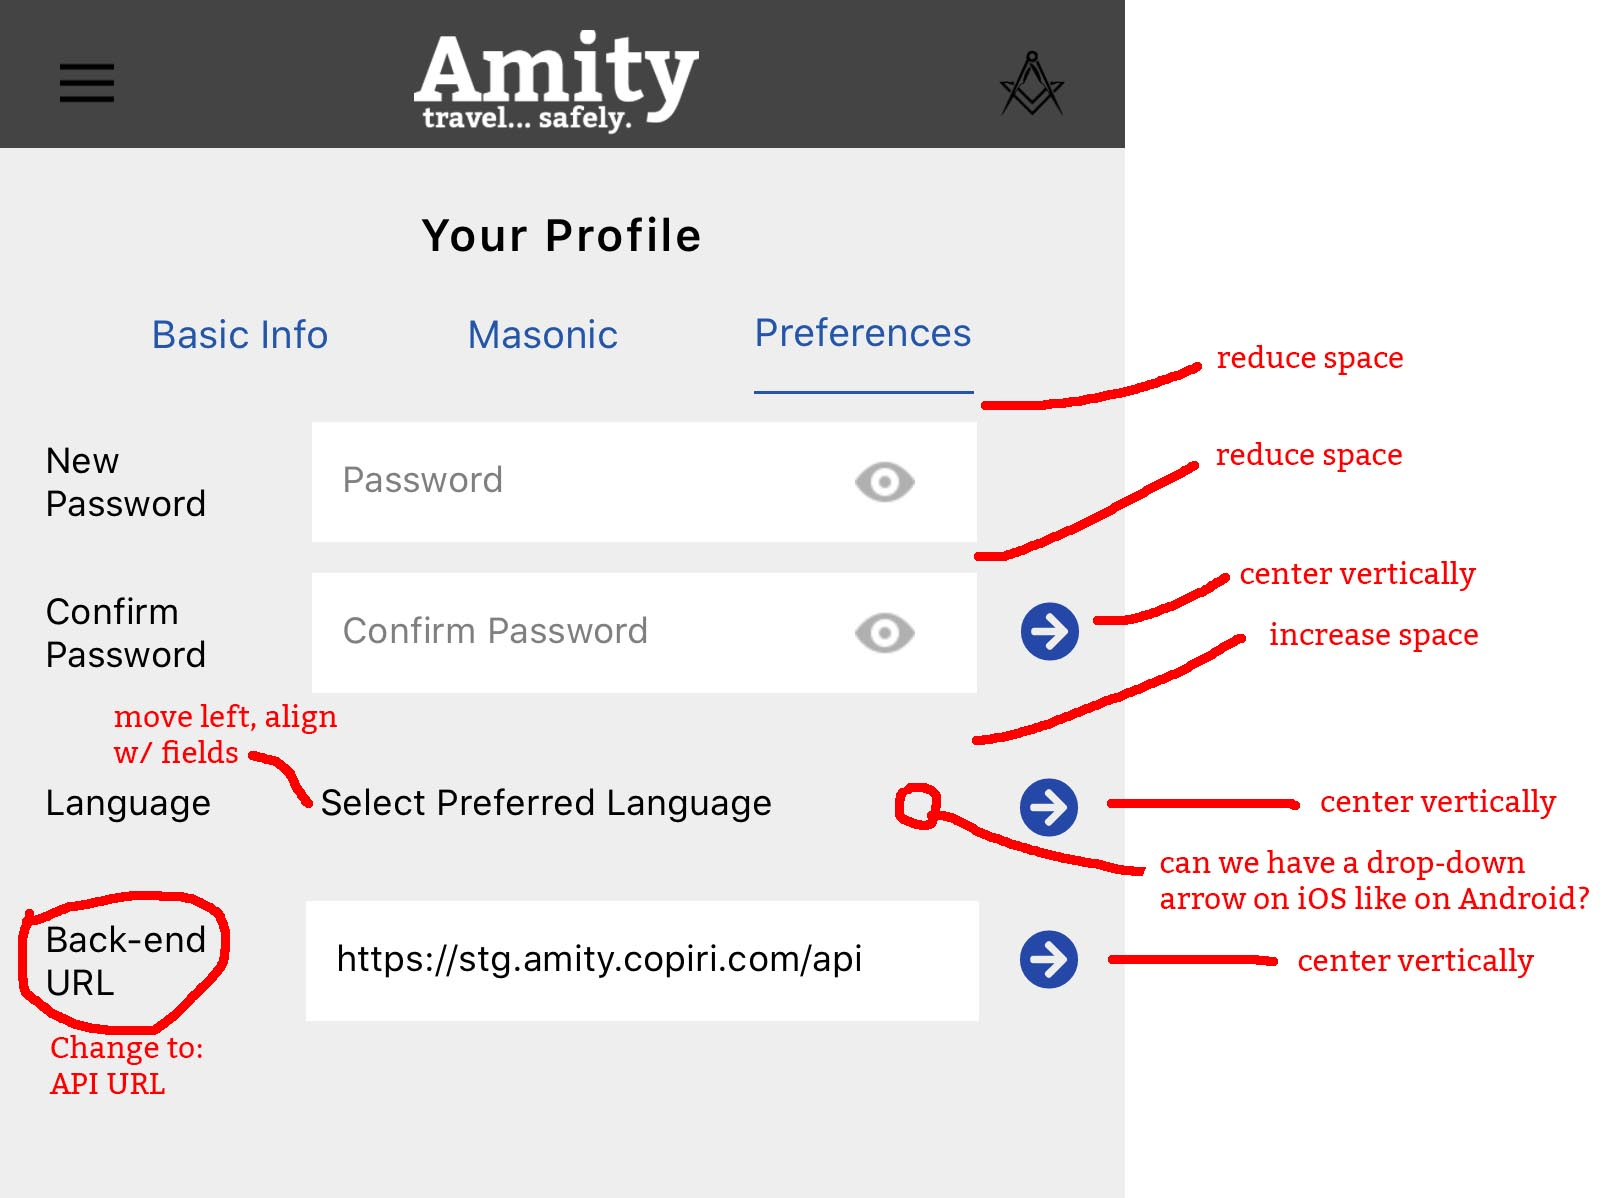 Amity
travel... safely.
Your Profile
Basic Info
Masonic
Preferences
reduce space
New
Password
Password
reduce space
Confirm
Password
Confirm Password
center vertically
increase space
move left, align
w/ fields
Language
Select Preferred Language
center vertically
can we have a drop-down
arrow on iOS like on Android?
Back-end
URL
https://stg.amity.copiri.com/api
center vertically
Change to:
API URL